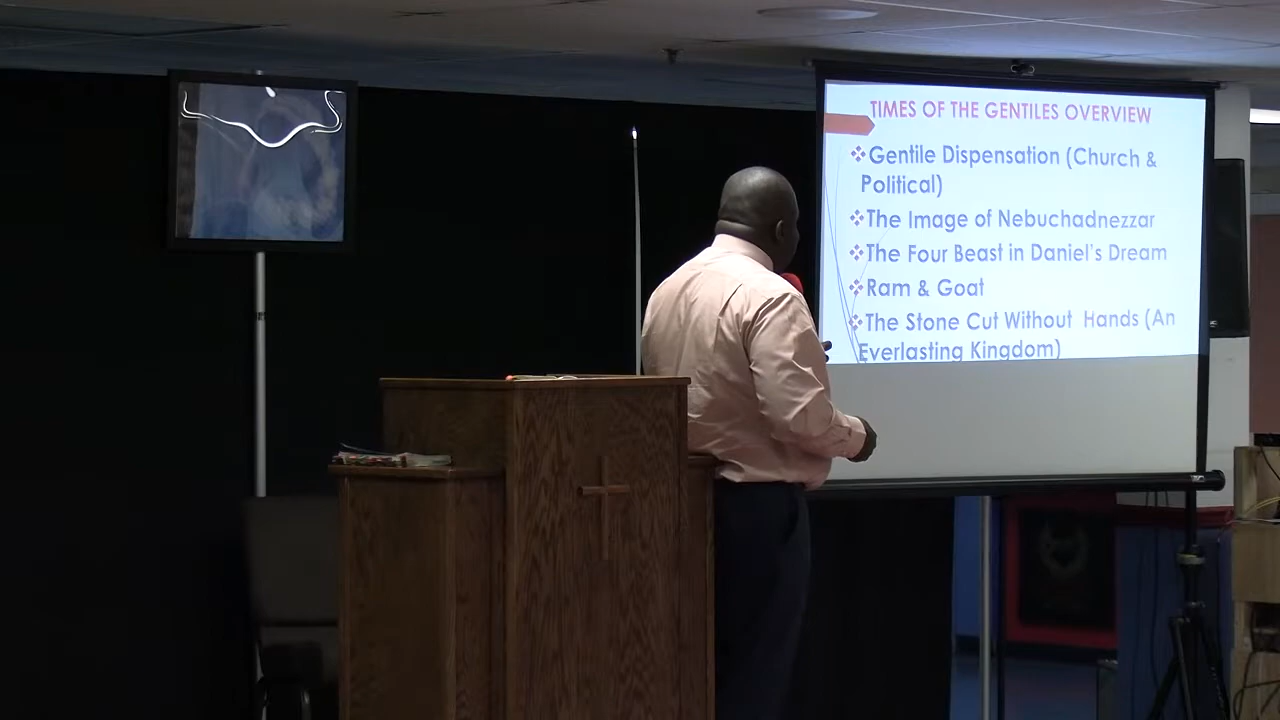 TIMES OF THE GENTILES OVERVIEW
❖Gentile Dispensation (Church &
Political)
❖The Image of Nebuchadnezzar
❖The Four Beast in Daniel's Dream
❖Ram & Goat
❖The Stone Cut Without Hands (An
Everlasting Kingdom)